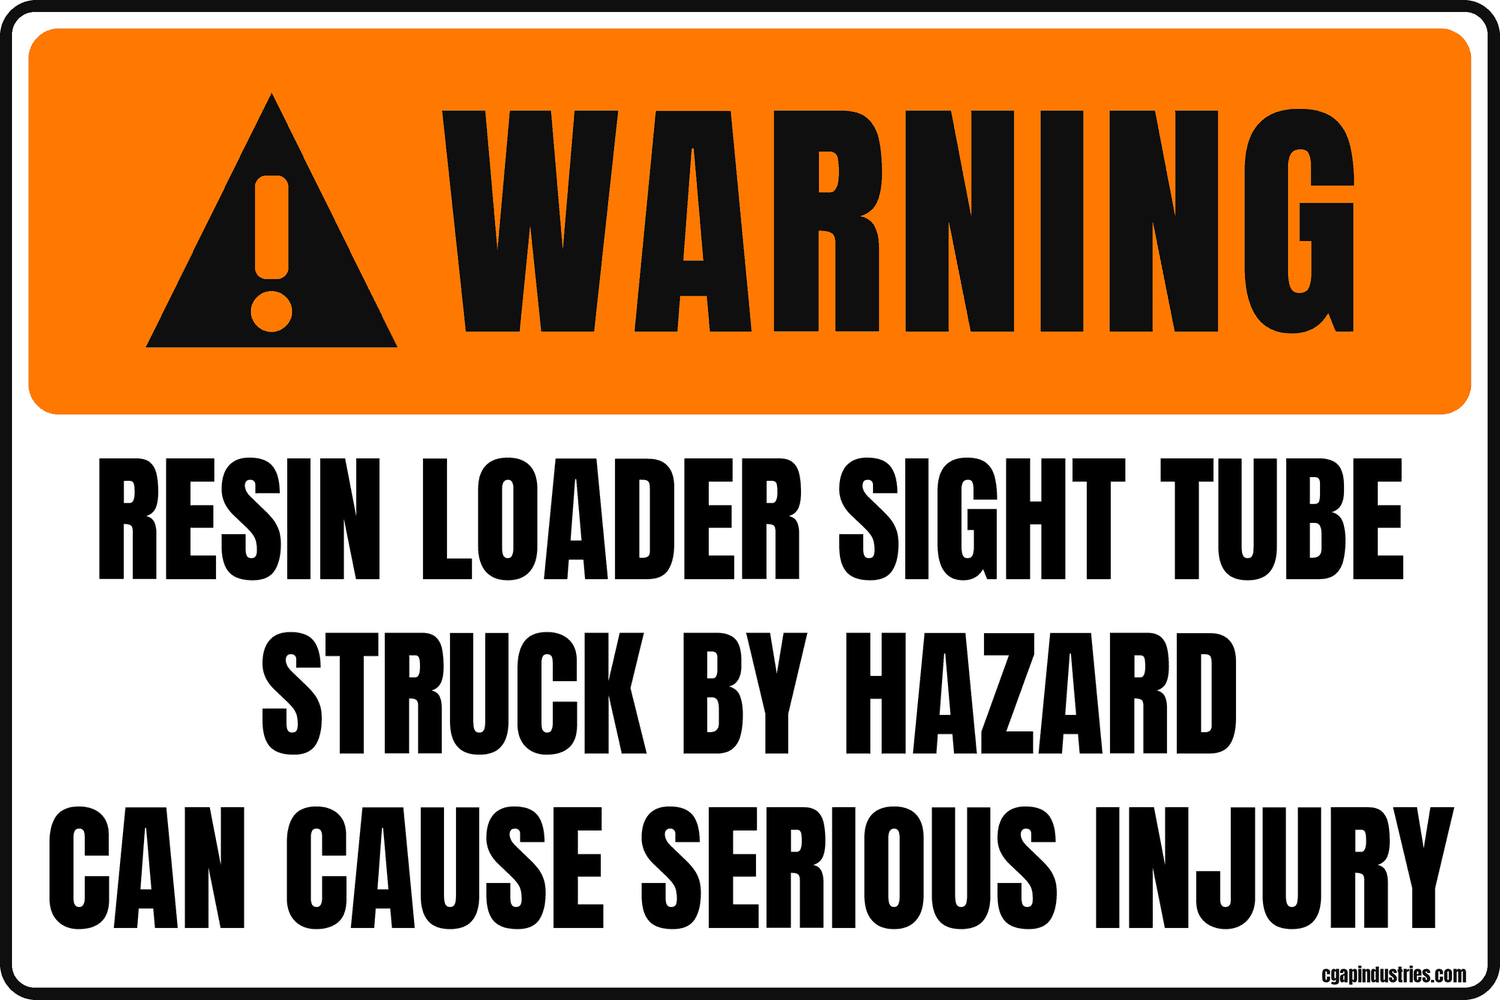 WARNING
RESIN LOADER SIGHT TUBE
STRUCK BY HAZARD
CAN CAUSE SERIOUS INJURY
cgapindustries.com